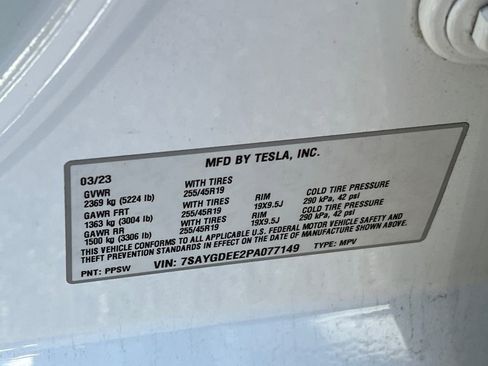 MFD BY TESLA, INC.
03/23
GVWR WITH TIRES RIM COLD TIRE PRESSURE
2369 kg (5224 lb) 255/45R19 19X9.5J 290 kPa, 42 psi
GAWR FRT WITH TIRES RIM COLD TIRE PRESSURE
1363 kg (3004 lb) 255/45R19 19X9.5J 290 kPa, 42 psi
GAWR RR WITH TIRES
1500 kg (3306 lb) 255/45R19
THIS VEHICLE CONFORMS TO ALL APPLICABLE U.S. FEDERAL MOTOR VEHICLE SAFETY AND
THEFT PREVENTION STANDARDS IN EFFECT ON THE DATE OF MANUFACTURE SHOWN ABOVE.
PNT: PPSW VIN: 7SAYGDEE2PA077149 TYPE: MPV